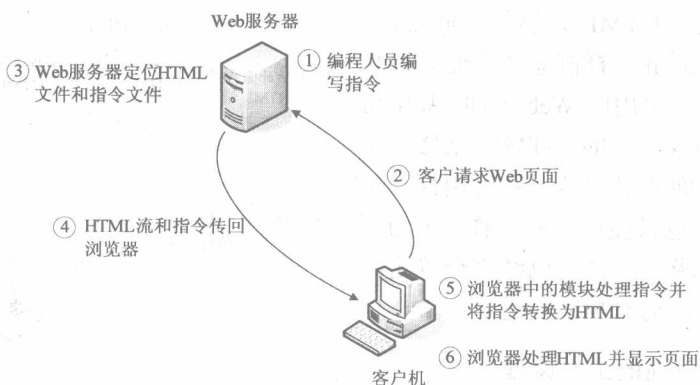 Web服务器
① 编程人员编
写指令
③ Web服务器定位HTML
文件和指令文件
② 客户请求Web页面
④ HTML流和指令传回
浏览器
⑤ 浏览器中的模块处理指令并
将指令转换为HTML
⑥ 浏览器处理HTML并显示页面
客户机